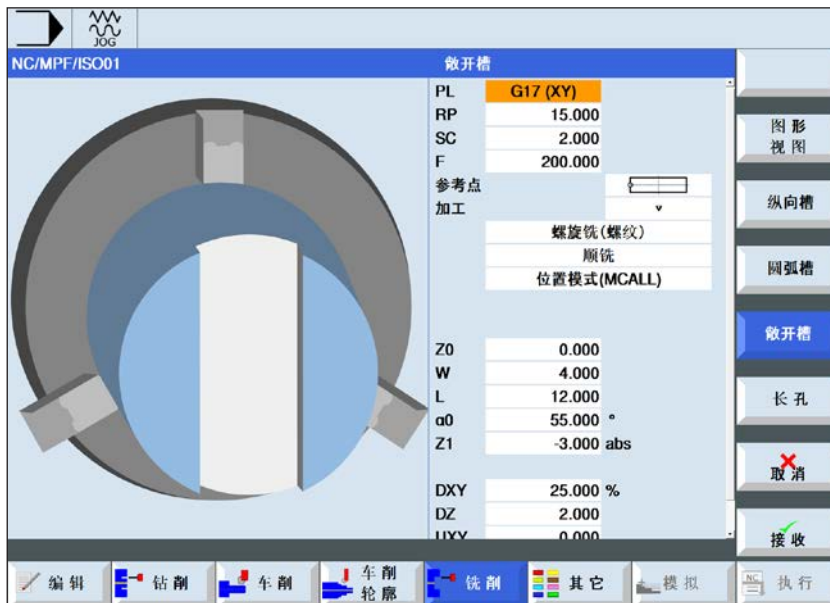 JOG
NC/MPF/ISO01
敞开槽
PL G17 (XY)
RP 15.000
SC 2.000
F 200.000
参考点
加工 ▿
螺旋铣(螺纹)
顺铣
位置模式(MCALL)
Z0 0.000
W 4.000
L 12.000
α0 55.000 °
Z1 -3.000 abs
DXY 25.000 %
DZ 2.000
UXY 0.000
图形
视图
纵向槽
圆弧槽
敞开槽
长孔
取消
接收
编辑
钻削
车削
车削
轮廓
铣削
其它
模拟
NC
执行